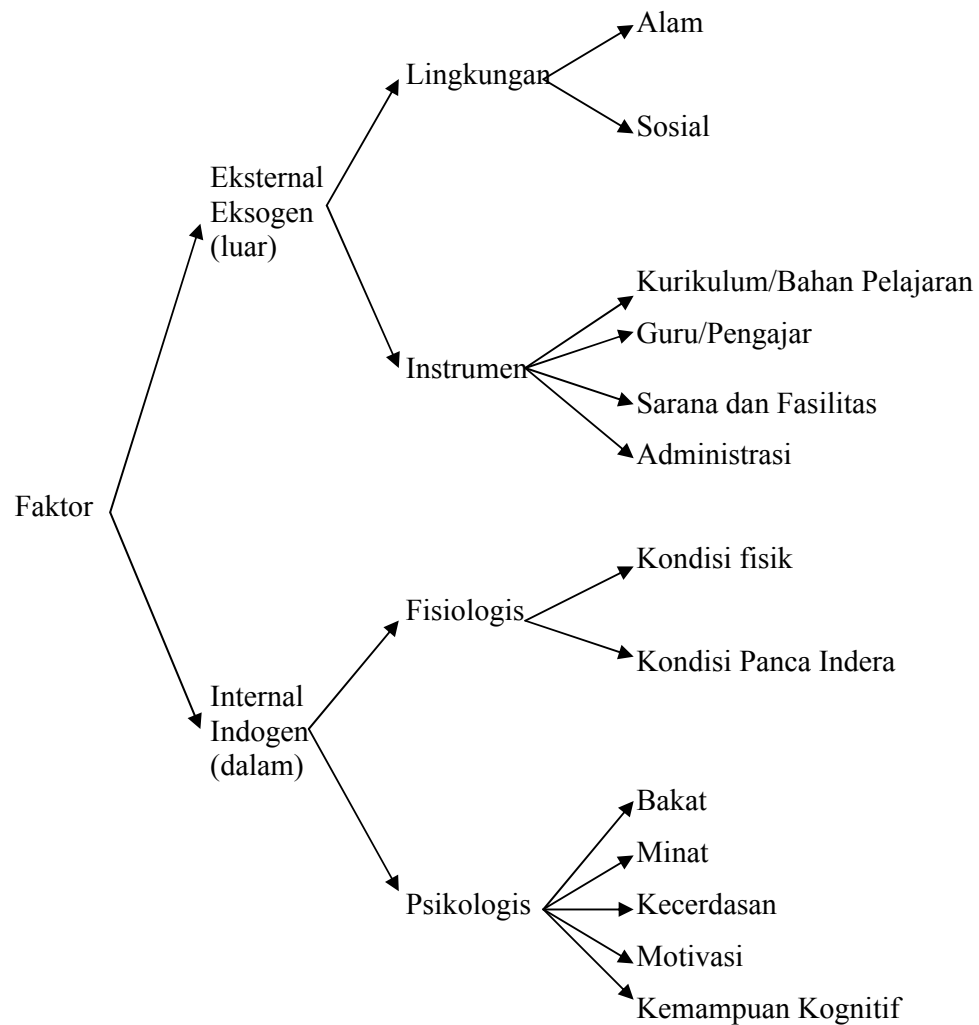 Alam
Lingkungan
Sosial
Eksternal
Eksogen
(luar)
Kurikulum/Bahan Pelajaran
Guru/Pengajar
Instrumen
Sarana dan Fasilitas
Administrasi
Faktor
Kondisi fisik
Fisiologis
Kondisi Panca Indera
Internal
Indogen
(dalam)
Bakat
Minat
Psikologis
Kecerdasan
Motivasi
Kemampuan Kognitif